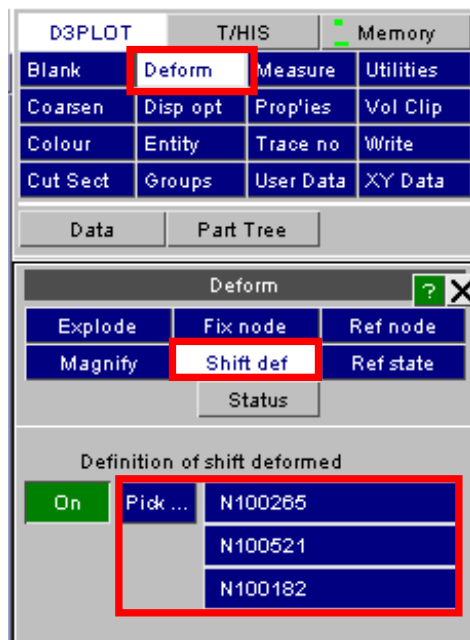 D3PLOT T/HIS Memory
Blank Deform Measure Utilities
Coarsen Disp opt Prop'ies Vol Clip
Colour Entity Trace no Write
Cut Sect Groups User Data XY Data
Data Part Tree
Deform ? X
Explode Fix node Ref node
Magnify Shift def Ref state
Status
Definition of shift deformed
On Pick ... N100265
N100521
N100182